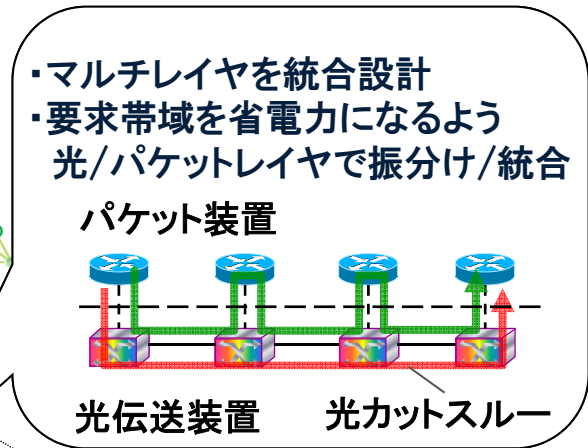 ・マルチレイヤを統合設計
・要求帯域を省電力になるよう
光/パケットレイヤで振分け/統合
パケット装置
光伝送装置
光カットスルー